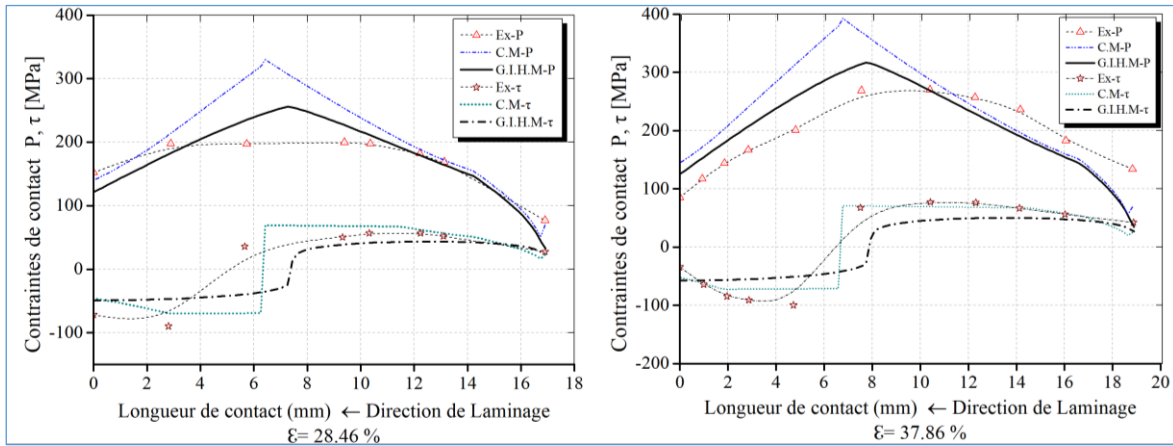 400
300
200
100
0
-100
Contraintes de contact P, τ [MPa]
Ex-P
C.M-P
G.I.H.M-P
Ex-τ
C.M-τ
G.I.H.M-τ
0 2 4 6 8 10 12 14 16 18
Longueur de contact (mm) ← Direction de Laminage
Ɛ= 28.46 %
400
300
200
100
0
-100
-200
Contraintes de contact P, τ [MPa]
Ex-P
C.M-P
G.I.H.M-P
Ex-τ
C.M-τ
G.I.H.M-τ
0 2 4 6 8 10 12 14 16 18 20
Longueur de contact (mm) ← Direction de Laminage
Ɛ= 37.86 %